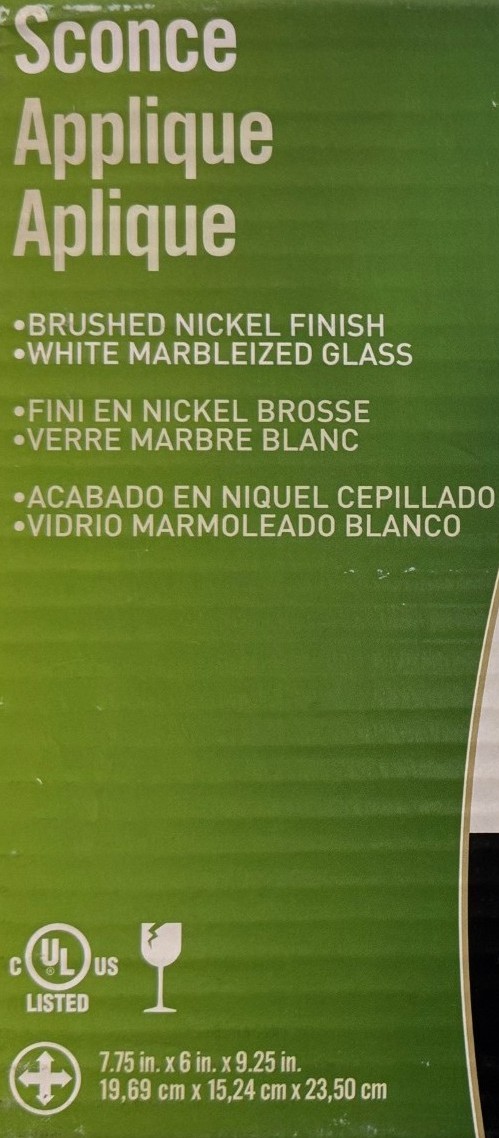 Sconce
Applique
Aplique
•BRUSHED NICKEL FINISH
•WHITE MARBLEIZED GLASS
•FINI EN NICKEL BROSSE
•VERRE MARBRE BLANC
•ACABADO EN NIQUEL CEPILLADO
•VIDRIO MARMOLEADO BLANCO
C UL ® US
LISTED
7.75 in. x 6 in. x 9.25 in.
19,69 cm x 15,24 cm x 23,50 cm